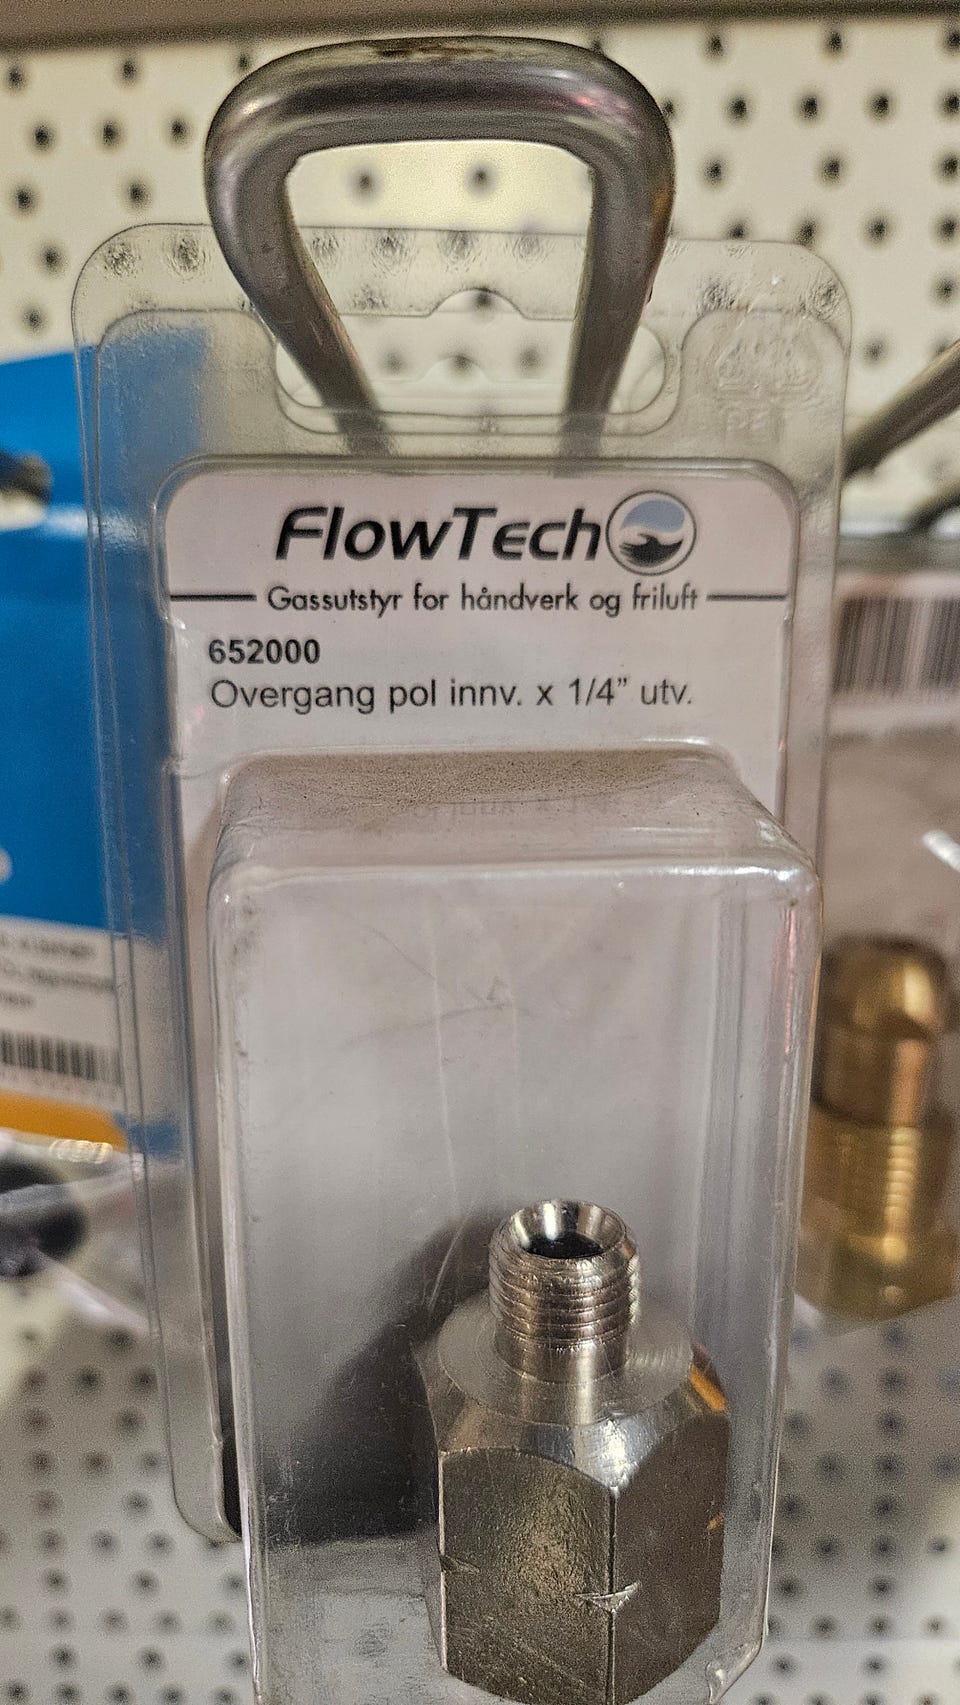 FlowTech
Gassutstyr for håndverk og friluft
652000
Overgang pol innv. x 1/4” utv.